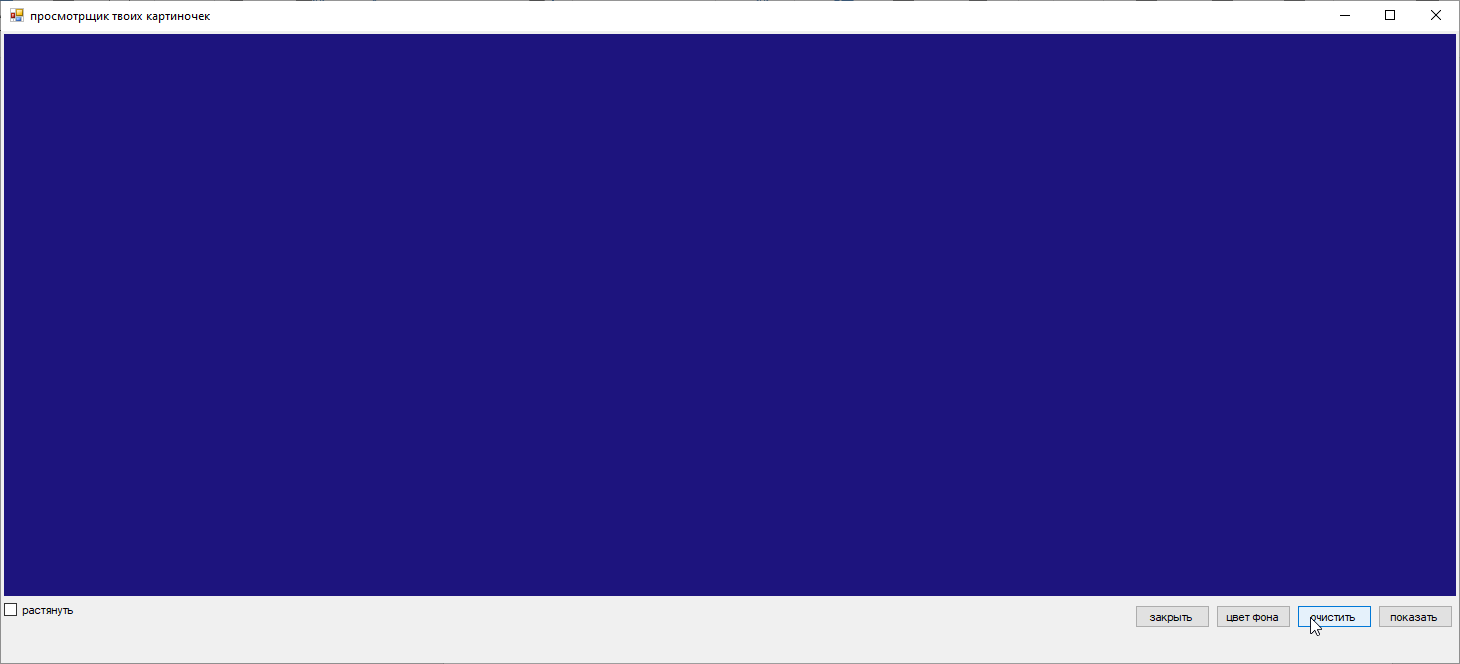 просмотрщик твоих картиночек
растянуть
закрыть
цвет фона
очистить
показать